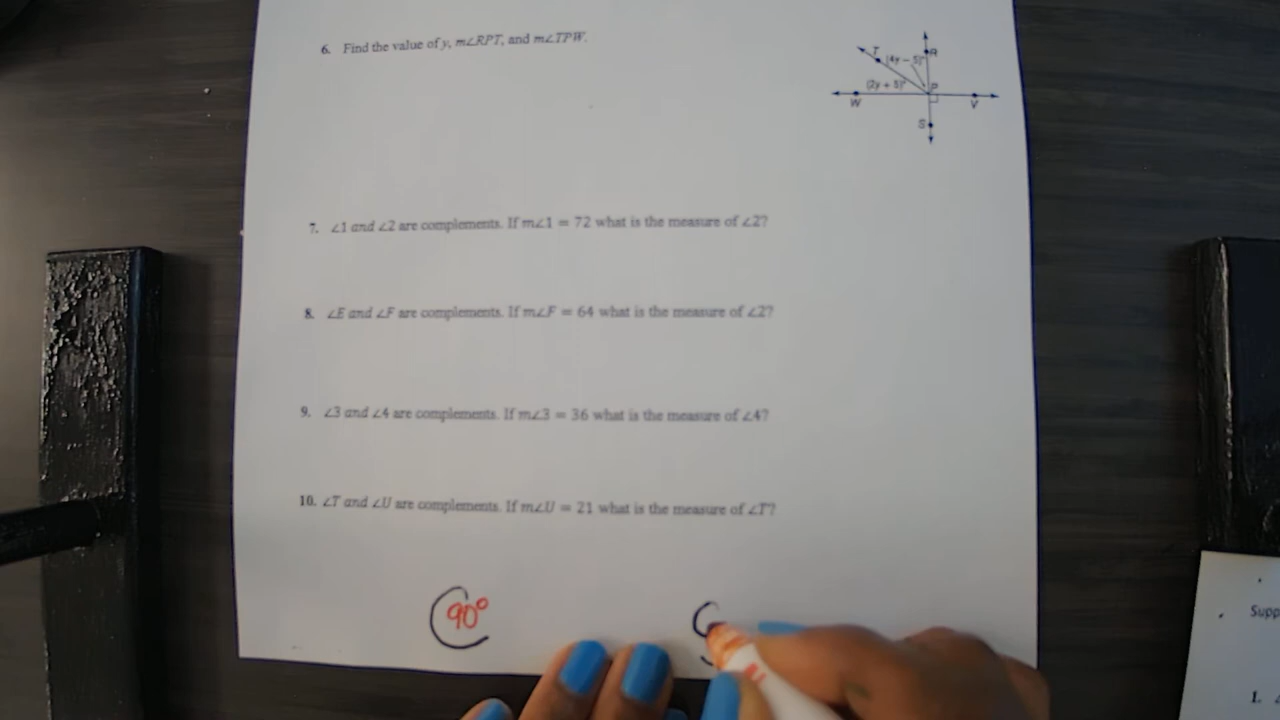 6. Find the value of y, m∠RPT, and m∠TPW.
T
R
(4y − 5)°
(2y + 5)°
P
W
V
S
7. ∠1 and ∠2 are complements. If m∠1 = 72 what is the measure of ∠2?
8. ∠E and ∠F are complements. If m∠F = 64 what is the measure of ∠2?
9. ∠3 and ∠4 are complements. If m∠3 = 36 what is the measure of ∠4?
10. ∠T and ∠U are complements. If m∠U = 21 what is the measure of ∠T?
C 90°
Supp
1.